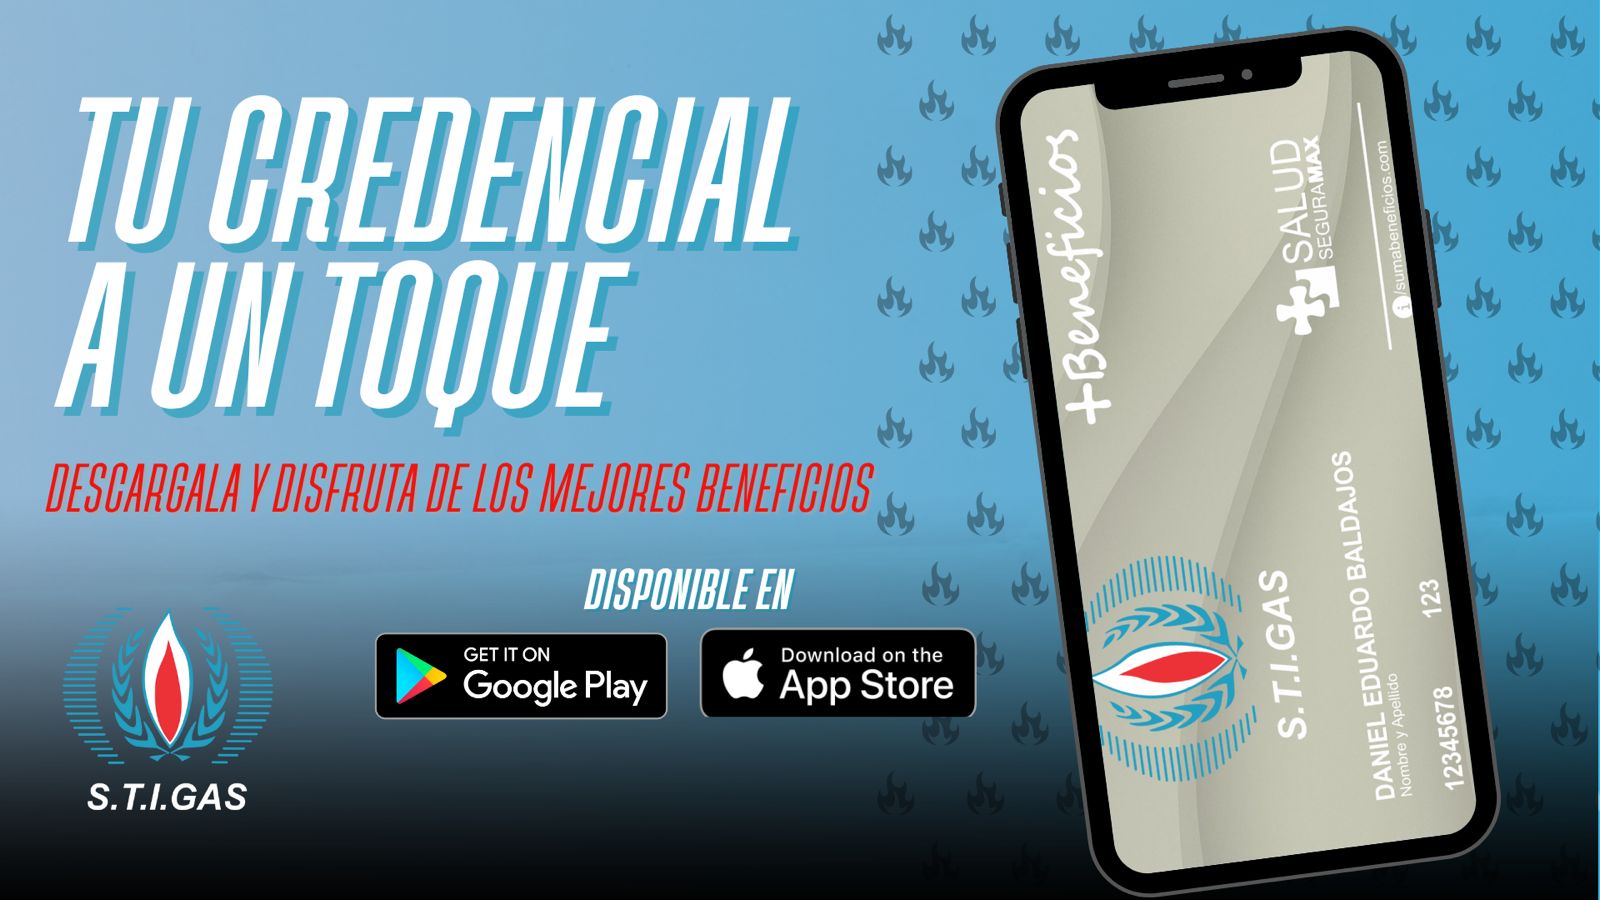 TU CREDENCIAL
A UN TOQUE
DESCARGALA Y DISFRUTA DE LOS MEJORES BENEFICIOS
DISPONIBLE EN
GET IT ON
Google Play
Download on the
App Store
S.T.I.GAS
+Beneficios
SALUD
SEGURAMAX
i/sumabeneficios.com
S.T.I.GAS
DANIEL EDUARDO BALDAJOS
Nombre y Apellido
12345678 123